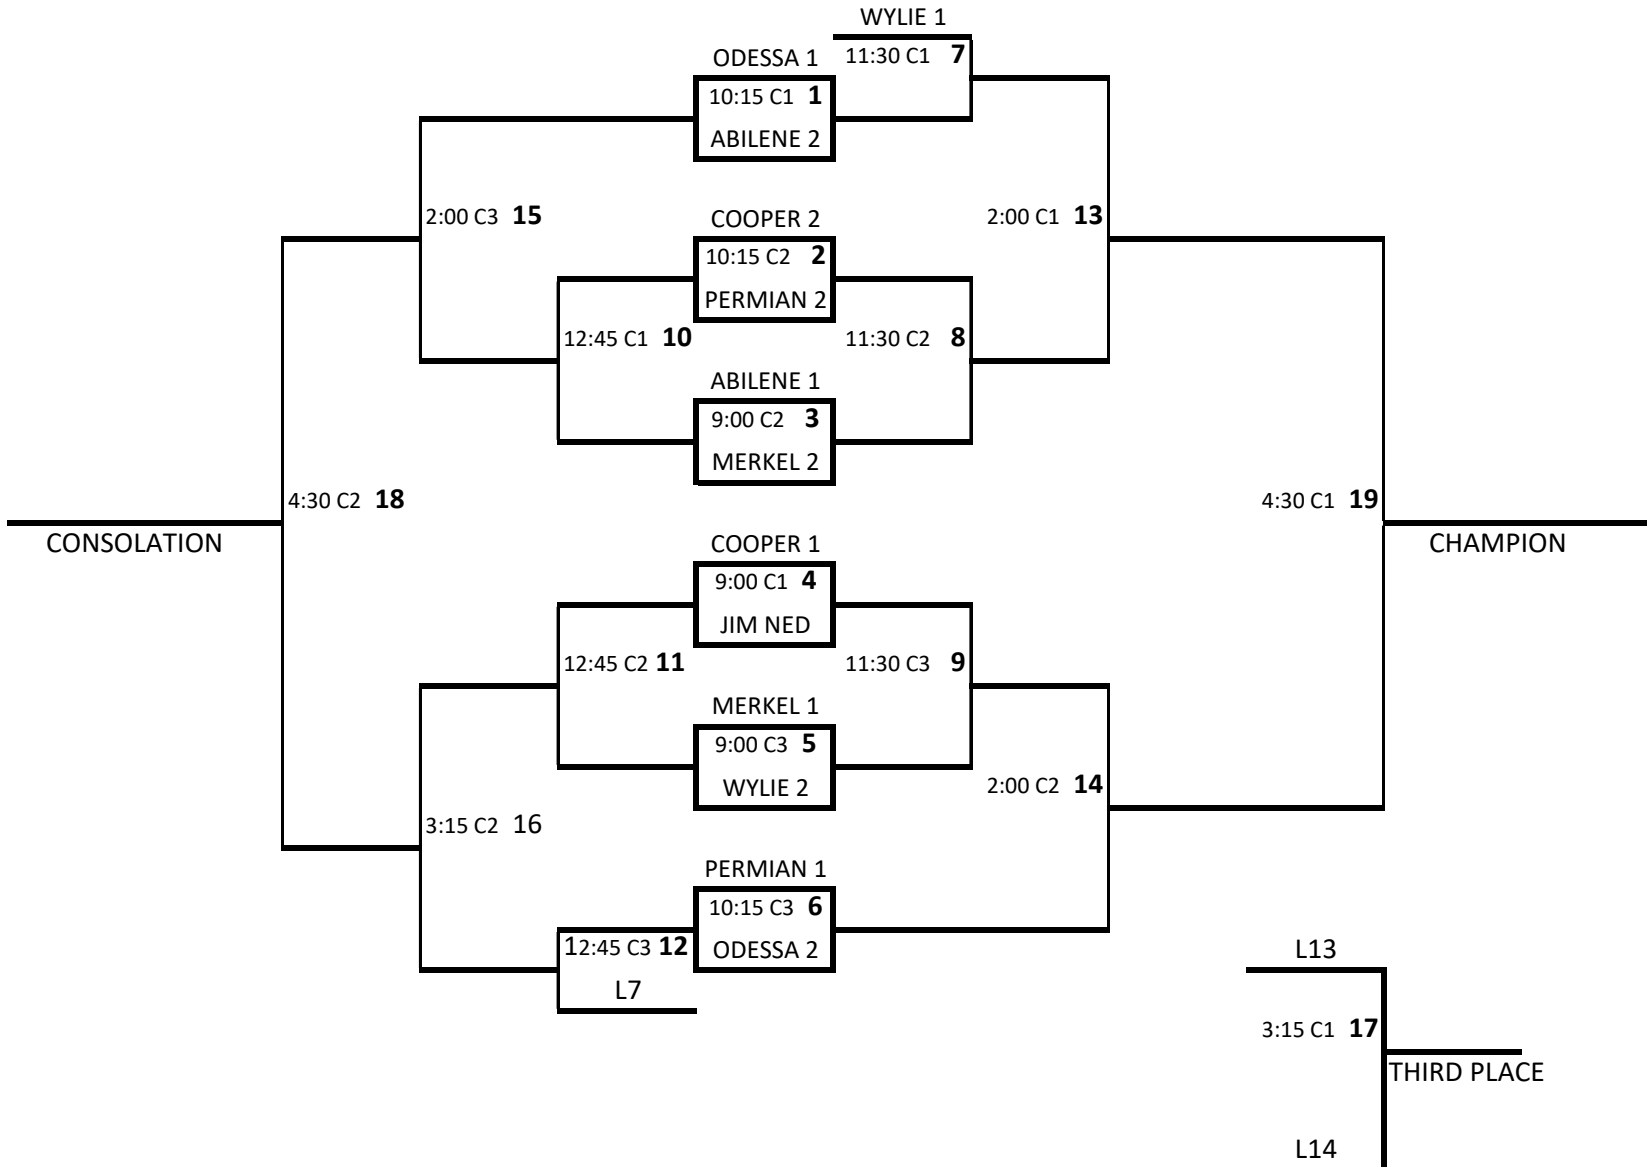 WYLIE 1
ODESSA 1
11:30 C1 7
10:15 C1 1
ABILENE 2
2:00 C3 15
COOPER 2
2:00 C1 13
10:15 C2 2
PERMIAN 2
12:45 C1 10
11:30 C2 8
ABILENE 1
9:00 C2 3
MERKEL 2
4:30 C2 18
4:30 C1 19
CONSOLATION
COOPER 1
CHAMPION
9:00 C1 4
JIM NED
12:45 C2 11
11:30 C3 9
MERKEL 1
9:00 C3 5
WYLIE 2
2:00 C2 14
3:15 C2 16
PERMIAN 1
10:15 C3 6
12:45 C3 12
ODESSA 2
L13
L7
3:15 C1 17
THIRD PLACE
L14